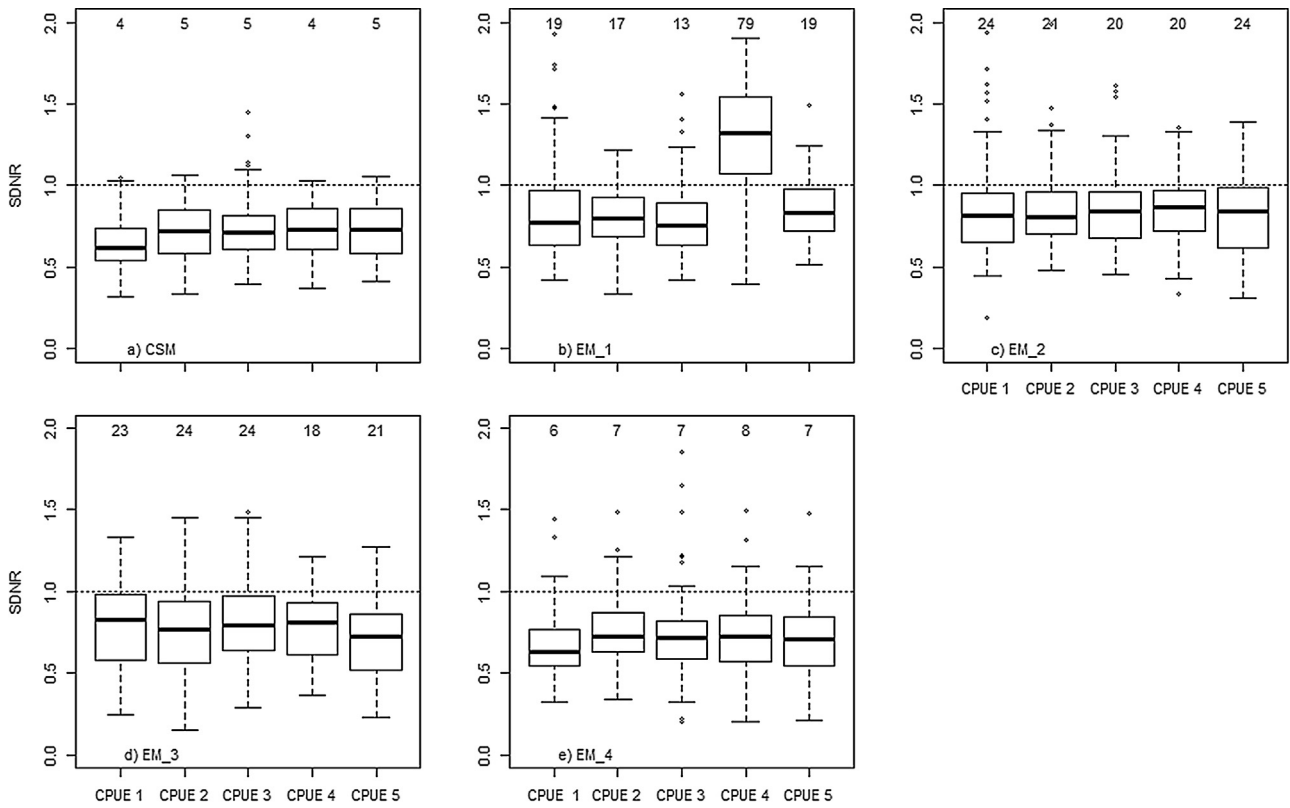 4 5 5 4 5
19 17 13 79 19
24 21 20 20 24
SDNR
2.0
1.5
1.0
0.5
0.0
a) CSM
2.0
1.5
1.0
0.5
0.0
b) EM_1
2.0
1.5
1.0
0.5
0.0
c) EM_2
CPUE 1 CPUE 2 CPUE 3 CPUE 4 CPUE 5
23 24 24 18 21
6 7 7 8 7
SDNR
2.0
1.5
1.0
0.5
0.0
d) EM_3
CPUE 1 CPUE 2 CPUE 3 CPUE 4 CPUE 5
2.0
1.5
1.0
0.5
0.0
e) EM_4
CPUE 1 CPUE 2 CPUE 3 CPUE 4 CPUE 5